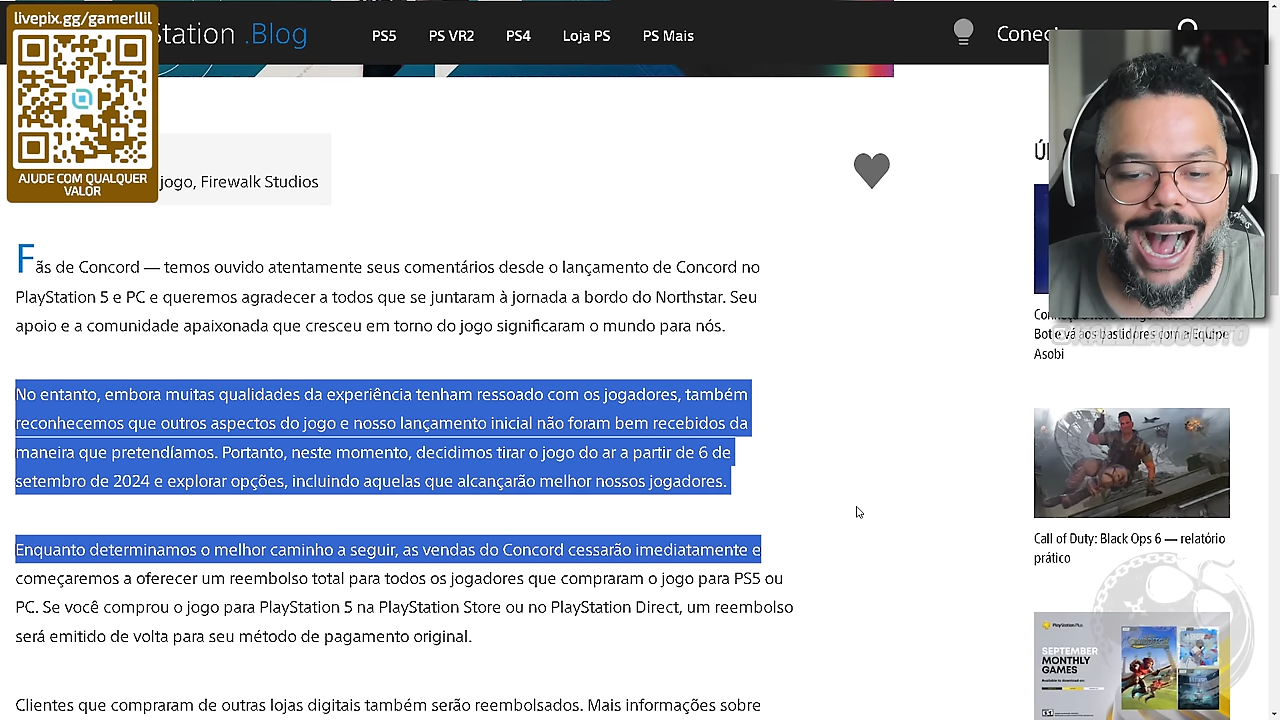 livepix.gg/gamerllll
AJUDE COM QUALQUER
VALOR
Station .Blog
PS5
PS VR2
PS4
Loja PS
PS Mais
jogo, Firewalk Studios
Fãs de Concord — temos ouvido atentamente seus comentários desde o lançamento de Concord no
PlayStation 5 e PC e queremos agradecer a todos que se juntaram à jornada a bordo do Northstar. Seu
apoio e a comunidade apaixonada que cresceu em torno do jogo significaram o mundo para nós.
No entanto, embora muitas qualidades da experiência tenham ressoado com os jogadores, também
reconhecemos que outros aspectos do jogo e nosso lançamento inicial não foram bem recebidos da
maneira que pretendíamos. Portanto, neste momento, decidimos tirar o jogo do ar a partir de 6 de
setembro de 2024 e explorar opções, incluindo aquelas que alcançarão melhor nossos jogadores.
Enquanto determinamos o melhor caminho a seguir, as vendas do Concord cessarão imediatamente e
começaremos a oferecer um reembolso total para todos os jogadores que compraram o jogo para PS5 ou
PC. Se você comprou o jogo para PlayStation 5 na PlayStation Store ou no PlayStation Direct, um reembolso
será emitido de volta para seu método de pagamento original.
Clientes que compraram de outras lojas digitais também serão reembolsados. Mais informações sobre
Asobi
Call of Duty: Black Ops 6 — relatório
prático
PlayStation Plus
SEPTEMBER
MONTHLY
GAMES